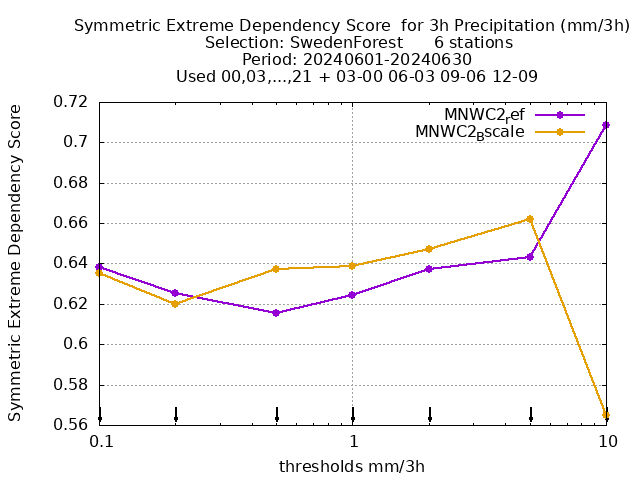 Symmetric Extreme Dependency Score  for 3h Precipitation (mm/3h)
Selection: SwedenForest      6 stations
Period: 20240601-20240630
Used 00,03,...,21 + 03-00 06-03 09-06 12-09
MNWC2ref
MNWC2Bscale
Symmetric Extreme Dependency Score
0.72
0.7
0.68
0.66
0.64
0.62
0.6
0.58
0.56
0.1
1
10
thresholds mm/3h